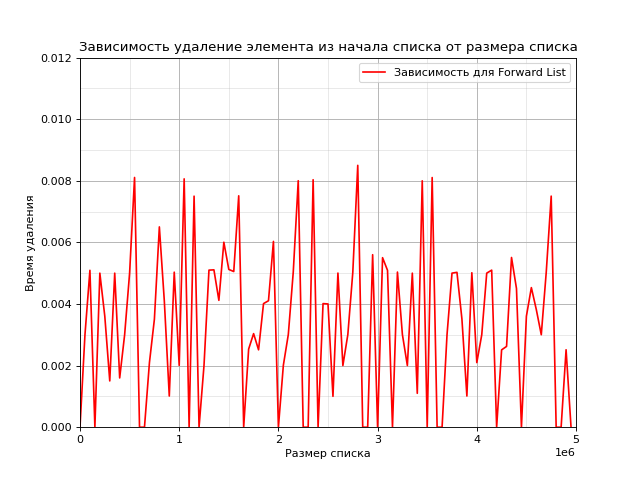 Зависимость удаление элемента из начала списка от размера списка
Зависимость для Forward List
Время удаления
0.012
0.010
0.008
0.006
0.004
0.002
0.000
0 1 2 3 4 5
1e6
Размер списка